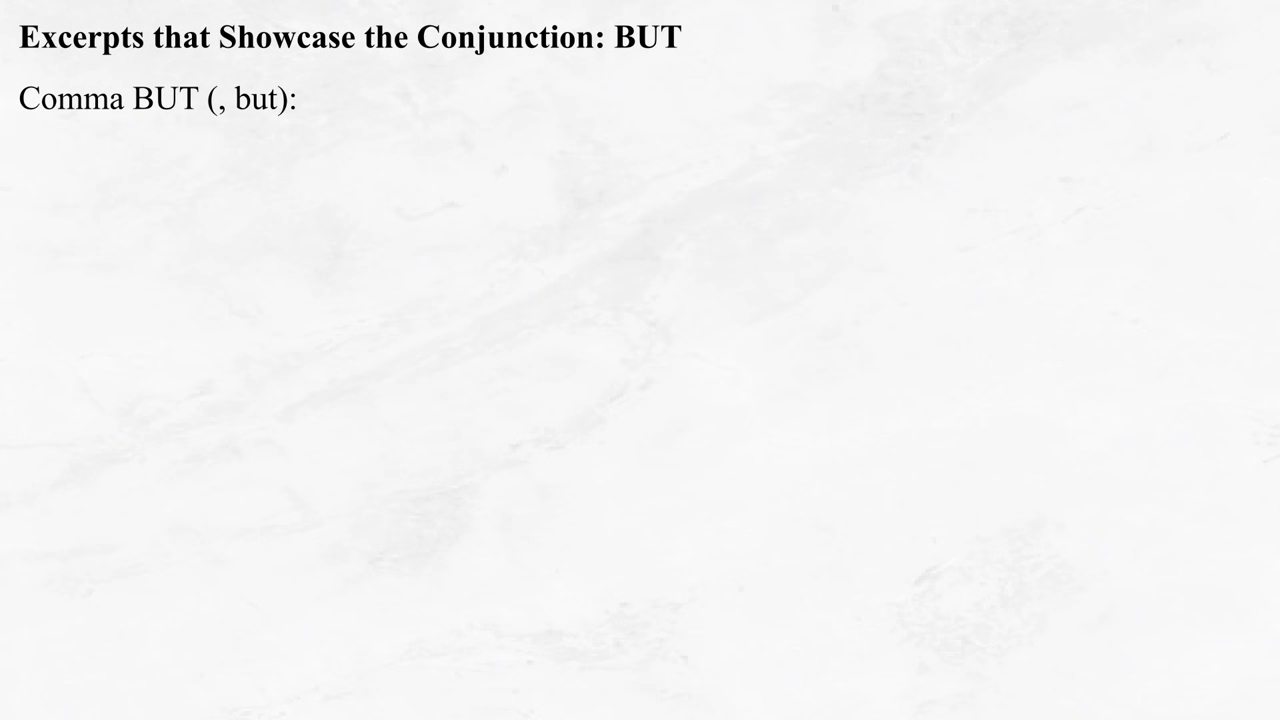 Excerpts that Showcase the Conjunction: BUT
Comma BUT (, but):